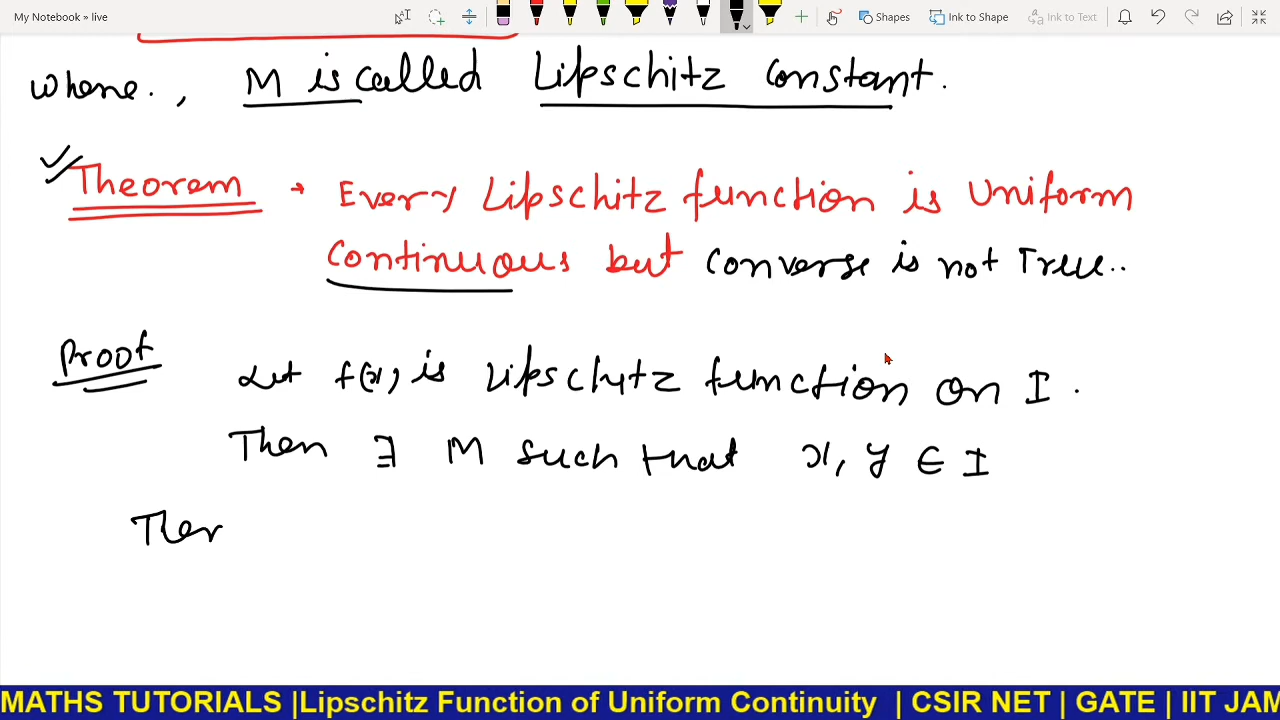 My Notebook » live
Shapes Ink to Shape Ink to Text
where., M is called Lipschitz constant.
Theorem → Every Lipschitz function is Uniform
Continuous but converse is not True..
Proof Let f(x), is Lipschitz function on I.
Then ∃ M such that x, y ∈ I
Then
MATHS TUTORIALS |Lipschitz Function of Uniform Continuity | CSIR NET | GATE | IIT JAM